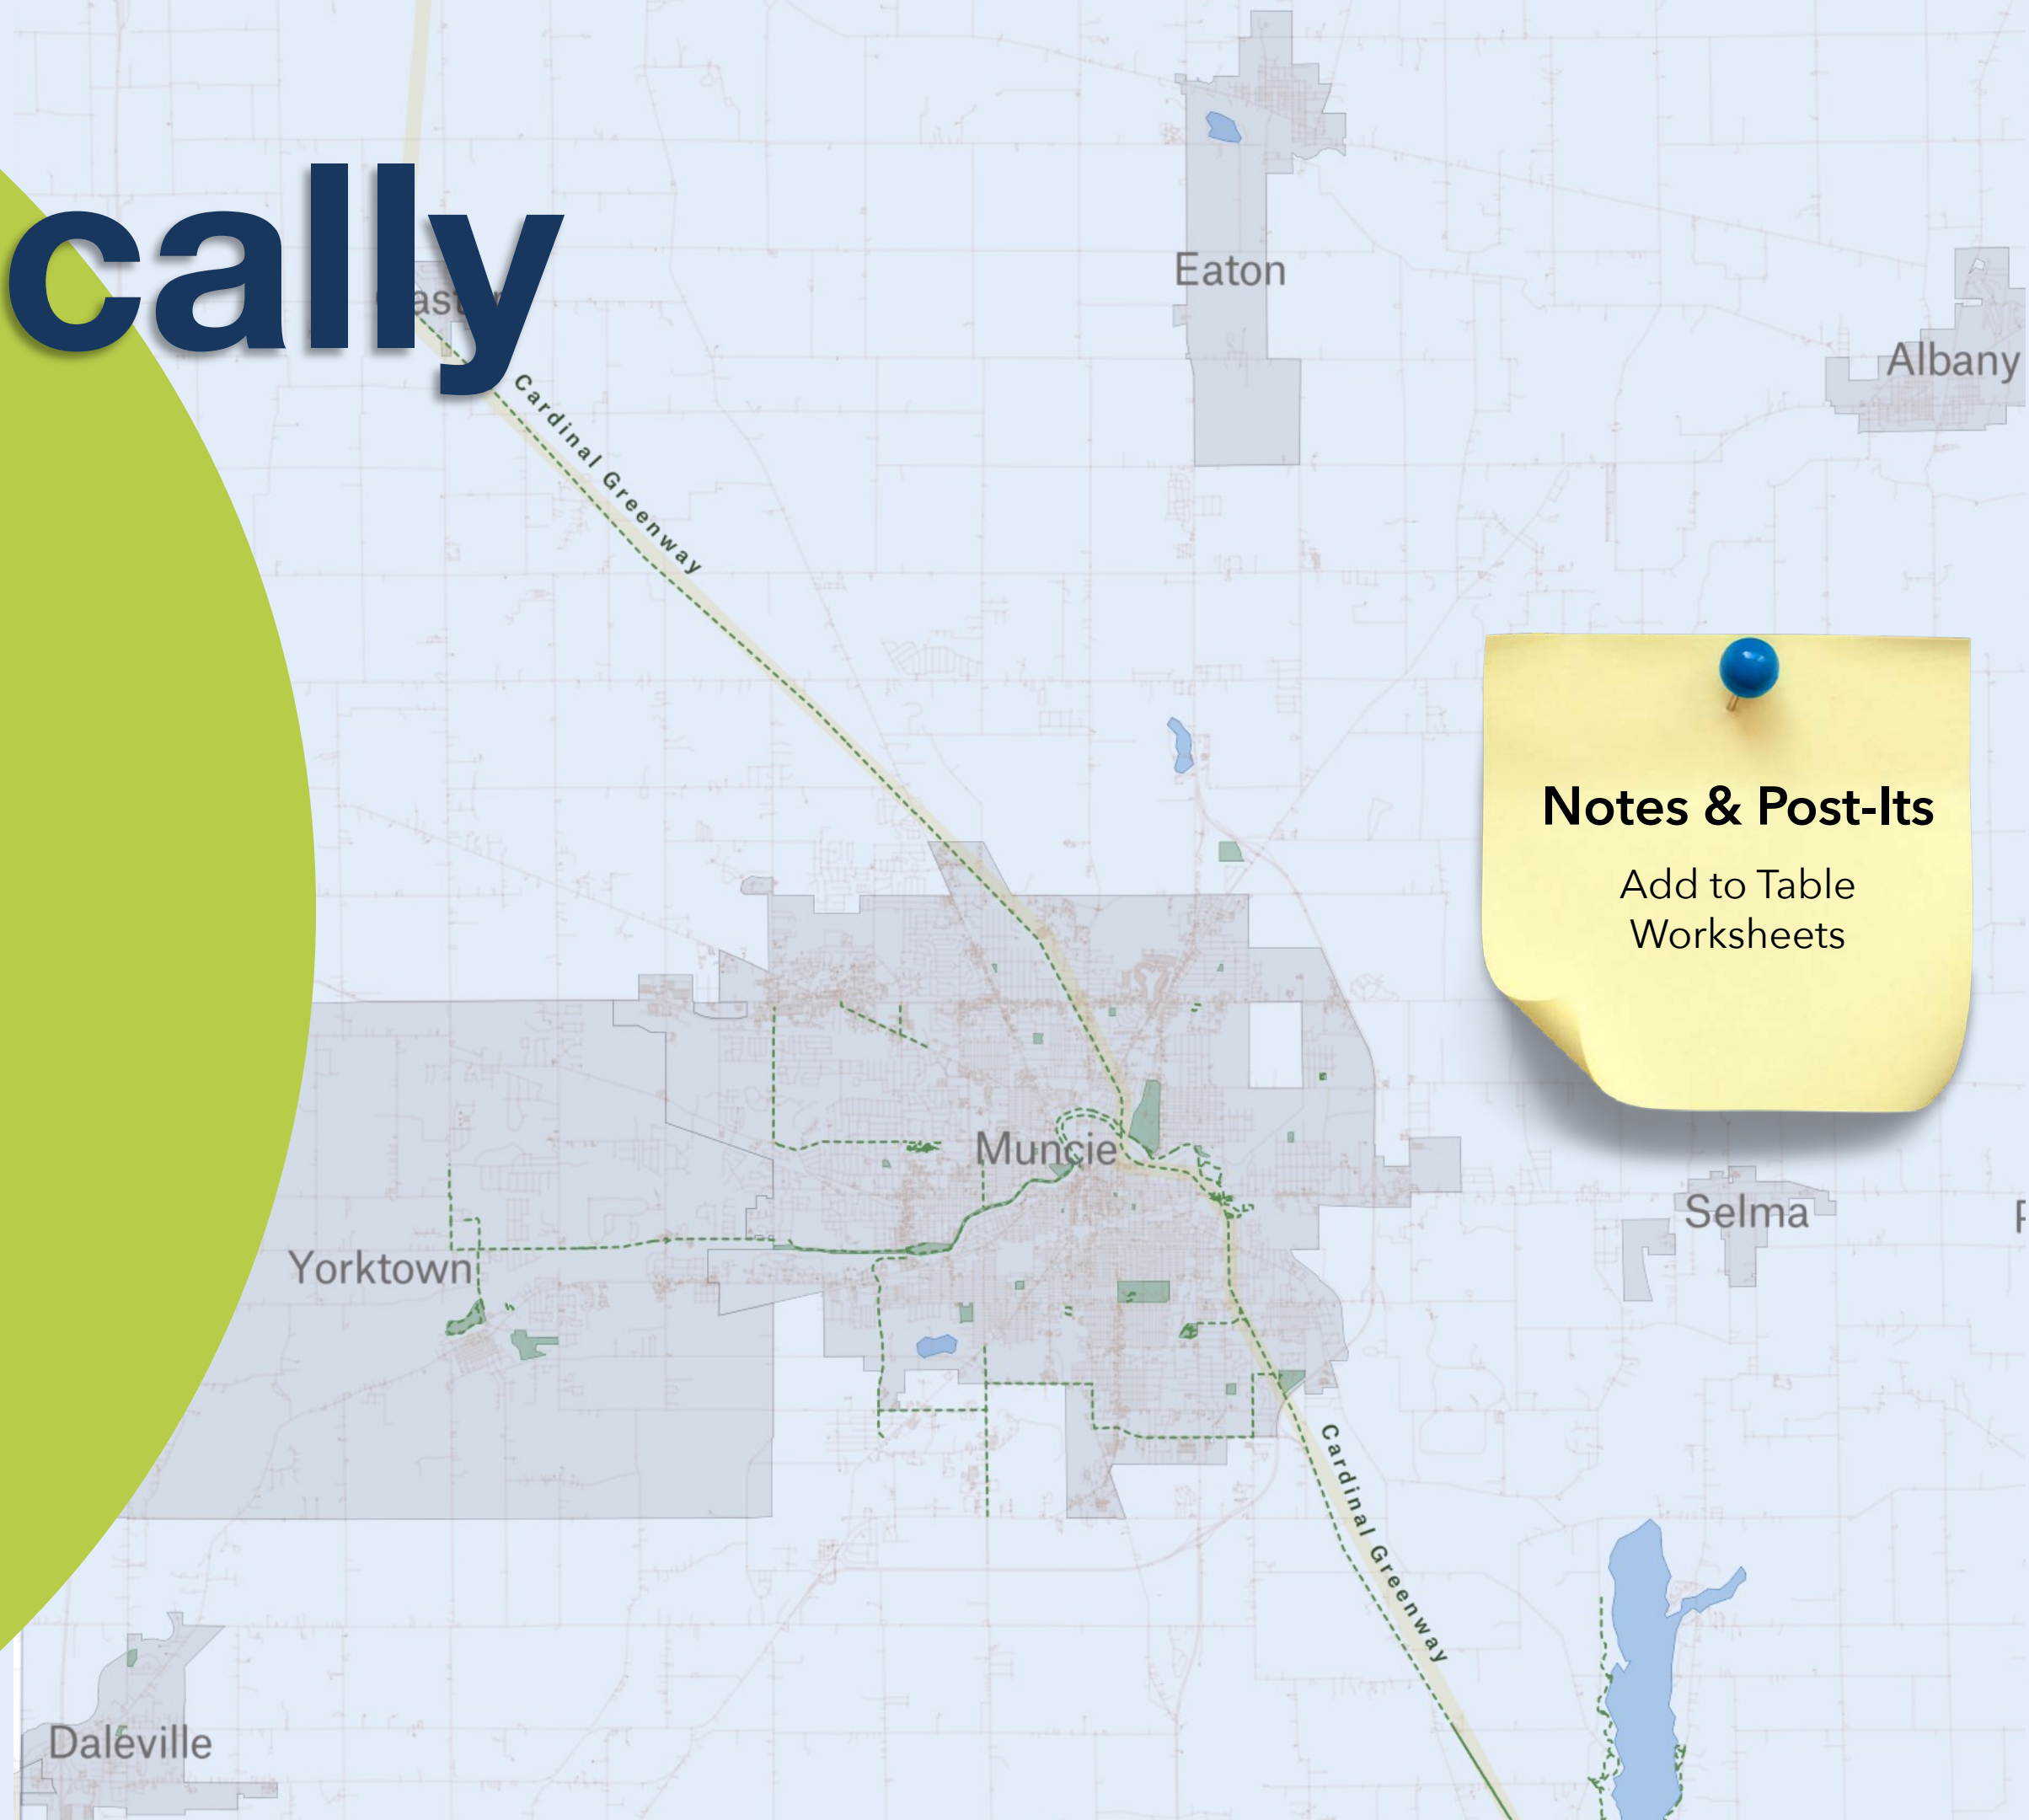 cally
Eaton
Albany
Cardinal Greenway
Notes & Post-Its
Add to Table
Worksheets
Muncie
Selma
Yorktown
Cardinal Greenway
Daleville